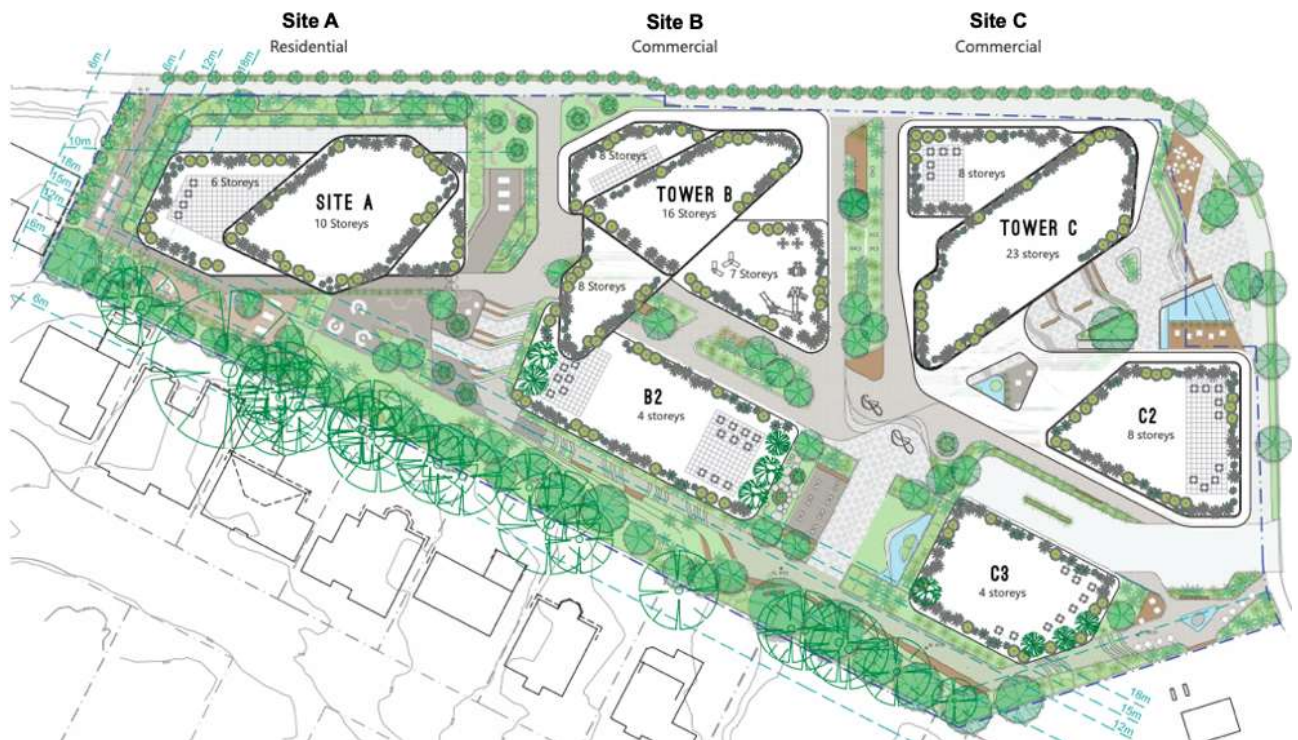 Site A
Residential
Site B
Commercial
Site C
Commercial
6m
6m
12m
18m
10m
18m
15m
12m
6m
6m
6 Storeys
SITE A
10 Storeys
8 Storeys
TOWER B
16 Storeys
7 Storeys
8 Storeys
B2
4 storeys
8 storeys
TOWER C
23 storeys
C2
8 storeys
C3
4 storeys
18m
15m
12m